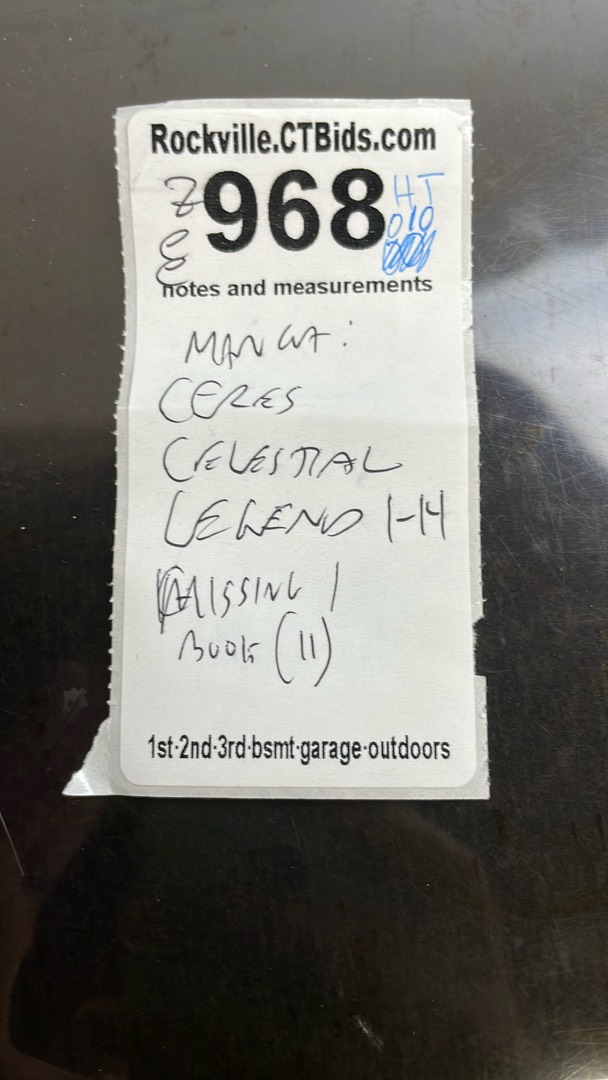 Rockville.CTBids.com
968
HT
010
notes and measurements
MANGA:
CERES
CELESTIAL
LEGEND 1-14
MISSING 1
BOOK (11)
1st·2nd·3rd·bsmt·garage·outdoors